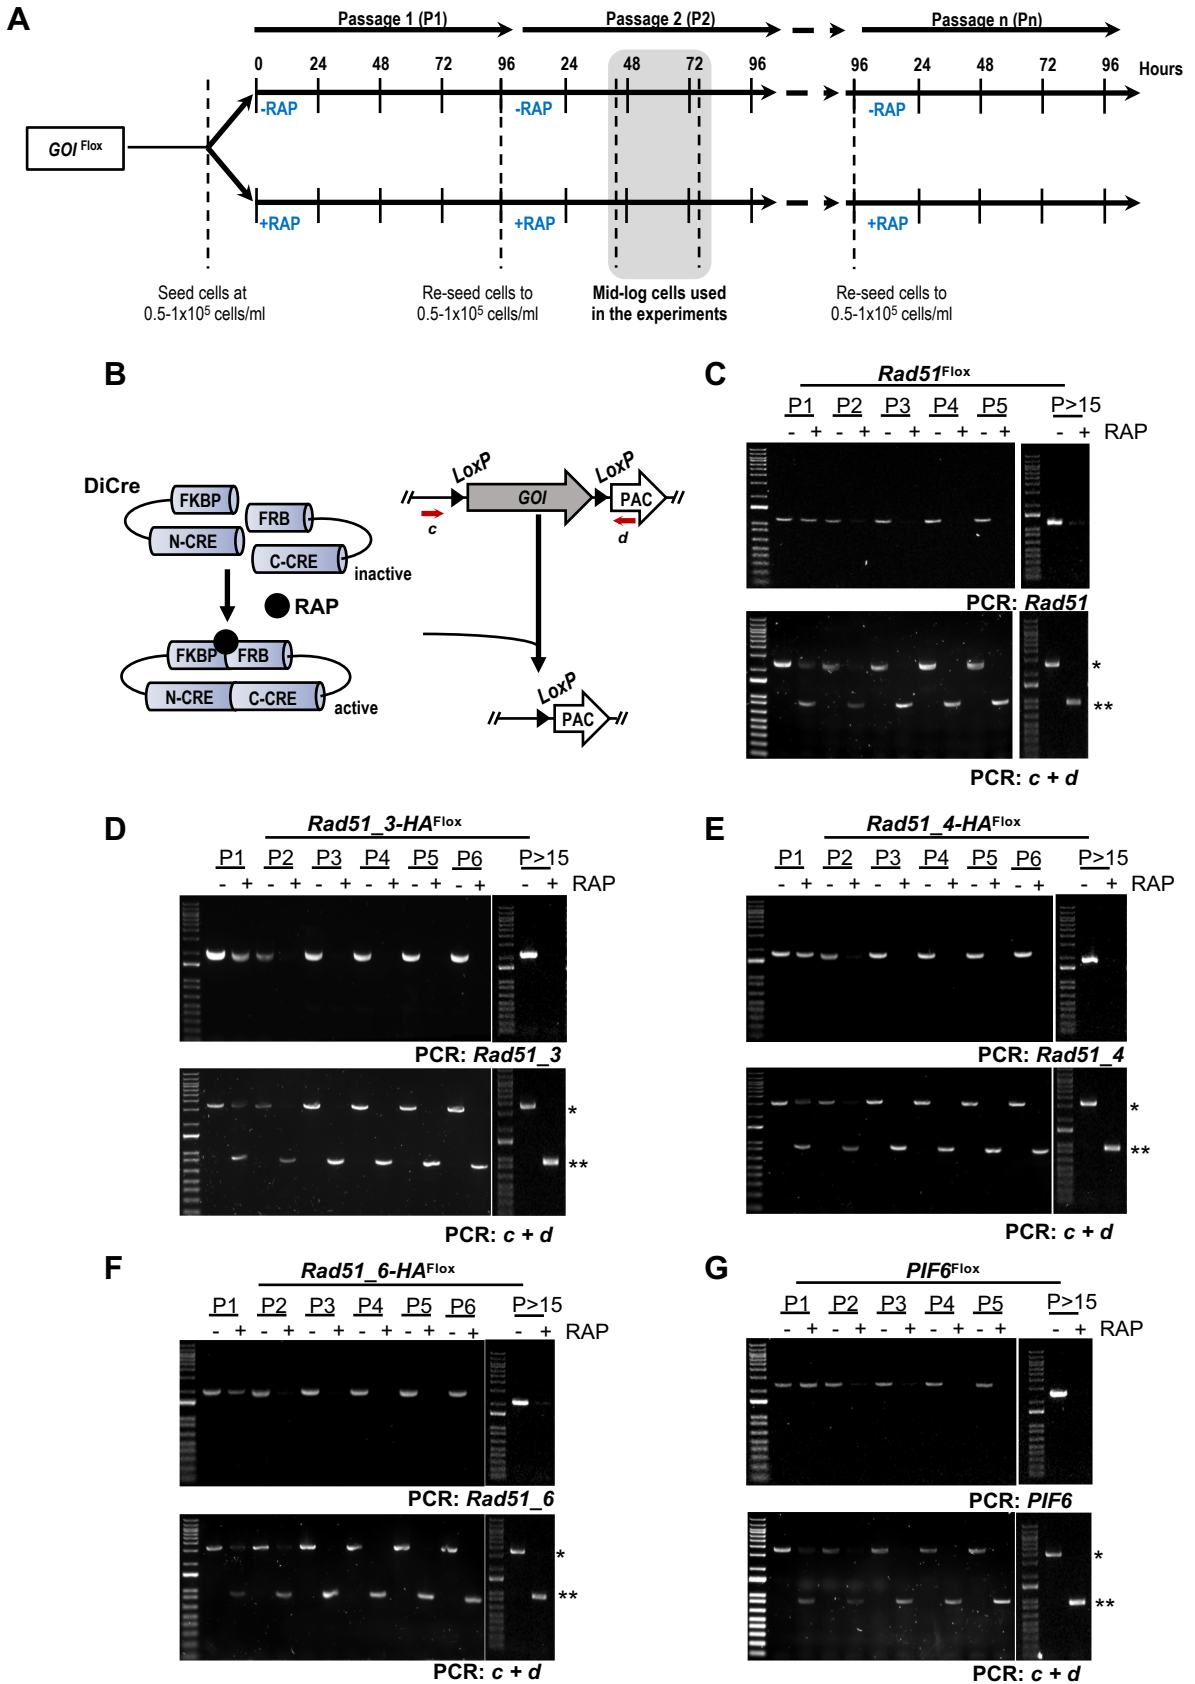 A
Passage 1 (P1) Passage 2 (P2) Passage n (Pn)
0 24 48 72 96 24 48 72 96 96 24 48 72 96 Hours
-RAP -RAP -RAP
GOI Flox
+RAP +RAP +RAP
Seed cells at
0.5-1x10⁵ cells/ml
Re-seed cells to
0.5-1x10⁵ cells/ml
Mid-log cells used
in the experiments
Re-seed cells to
0.5-1x10⁵ cells/ml
B
DiCre
FKBP
FRB
N-CRE
C-CRE
inactive
RAP
FKBP FRB
N-CRE C-CRE
active
LoxP LoxP
// GOI PAC //
c d
LoxP
// PAC //
C
Rad51Flox
P1 P2 P3 P4 P5 P>15
- + - + - + - + - + - + RAP
PCR: Rad51
*
**
PCR: c + d
D
Rad51_3-HAFlox
P1 P2 P3 P4 P5 P6 P>15
- + - + - + - + - + - + - + RAP
PCR: Rad51_3
*
**
PCR: c + d
E
Rad51_4-HAFlox
P1 P2 P3 P4 P5 P6 P>15
- + - + - + - + - + - + - + RAP
PCR: Rad51_4
*
**
PCR: c + d
F
Rad51_6-HAFlox
P1 P2 P3 P4 P5 P6 P>15
- + - + - + - + - + - + - + RAP
PCR: Rad51_6
*
**
PCR: c + d
G
PIF6Flox
P1 P2 P3 P4 P5 P>15
- + - + - + - + - + - + RAP
PCR: PIF6
*
**
PCR: c + d